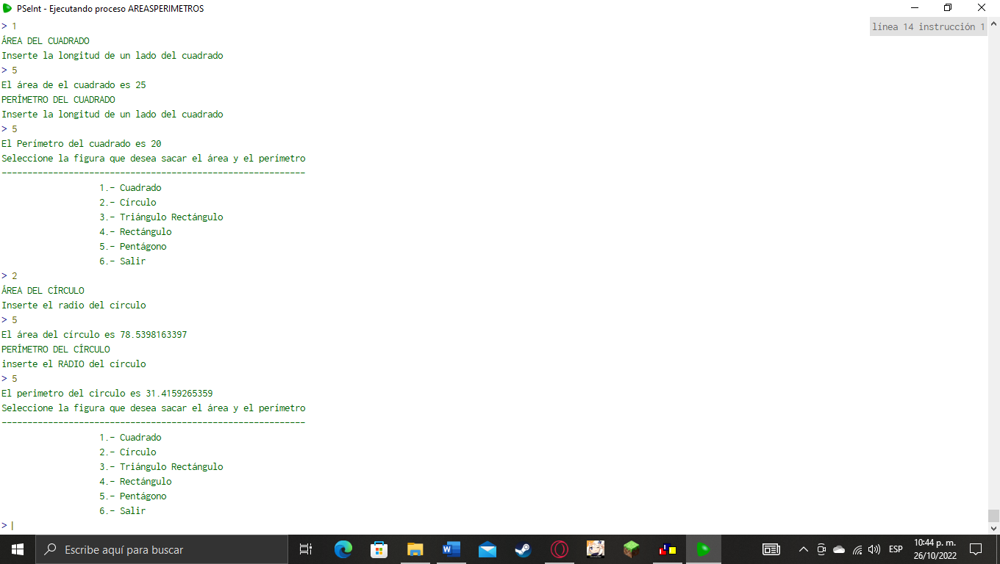 PSeInt - Ejecutando proceso AREASPERIMETROS
línea 14 instrucción 1
> 1
ÁREA DEL CUADRADO
Inserte la longitud de un lado del cuadrado
> 5
El área de el cuadrado es 25
PERÍMETRO DEL CUADRADO
Inserte la longitud de un lado del cuadrado
> 5
El Perímetro del cuadrado es 20
Seleccione la figura que desea sacar el área y el perímetro
-----------------------------------------------------------
1.- Cuadrado
2.- Círculo
3.- Triángulo Rectángulo
4.- Rectángulo
5.- Pentágono
6.- Salir
> 2
ÁREA DEL CÍRCULO
Inserte el radio del círculo
> 5
El área del círculo es 78.5398163397
PERÍMETRO DEL CÍRCULO
inserte el RADIO del círculo
> 5
El perimetro del circulo es 31.4159265359
Seleccione la figura que desea sacar el área y el perímetro
-----------------------------------------------------------
1.- Cuadrado
2.- Círculo
3.- Triángulo Rectángulo
4.- Rectángulo
5.- Pentágono
6.- Salir
>
Escribe aquí para buscar
ESP
10:44 p. m.
26/10/2022